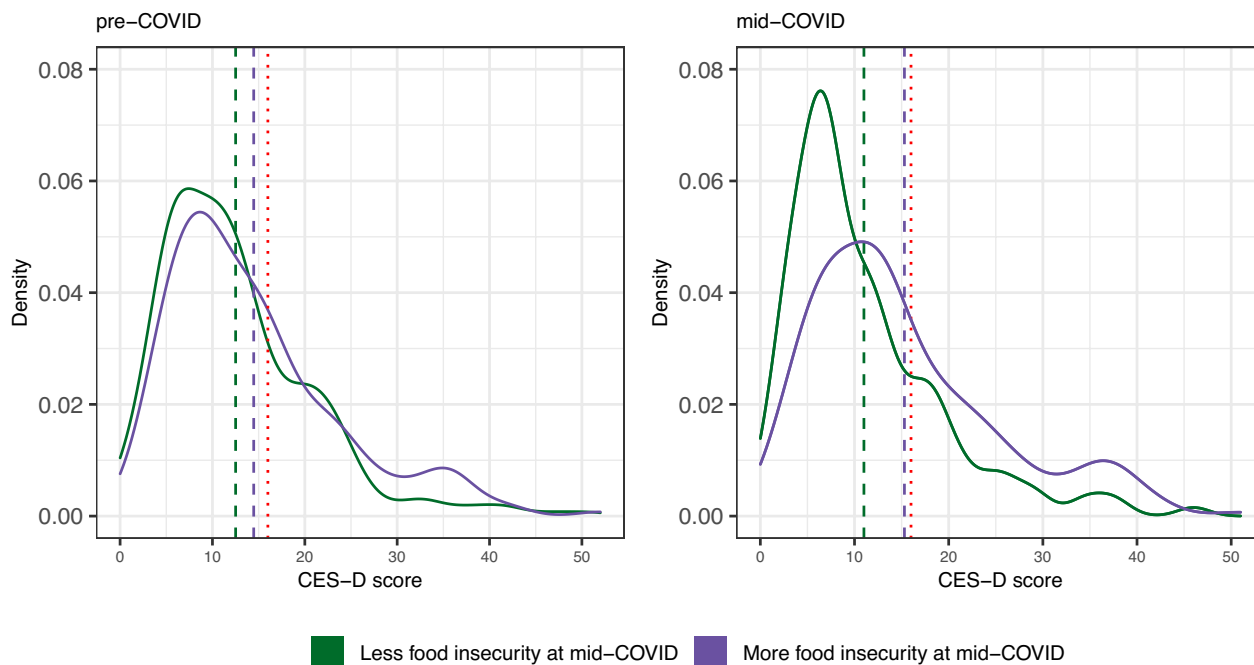 pre−COVID
mid−COVID
0.08
0.06
0.04
0.02
0.00
Density
0 10 20 30 40 50
CES−D score
0.08
0.06
0.04
0.02
0.00
Density
0 10 20 30 40 50
CES−D score
Less food insecurity at mid−COVID
More food insecurity at mid−COVID